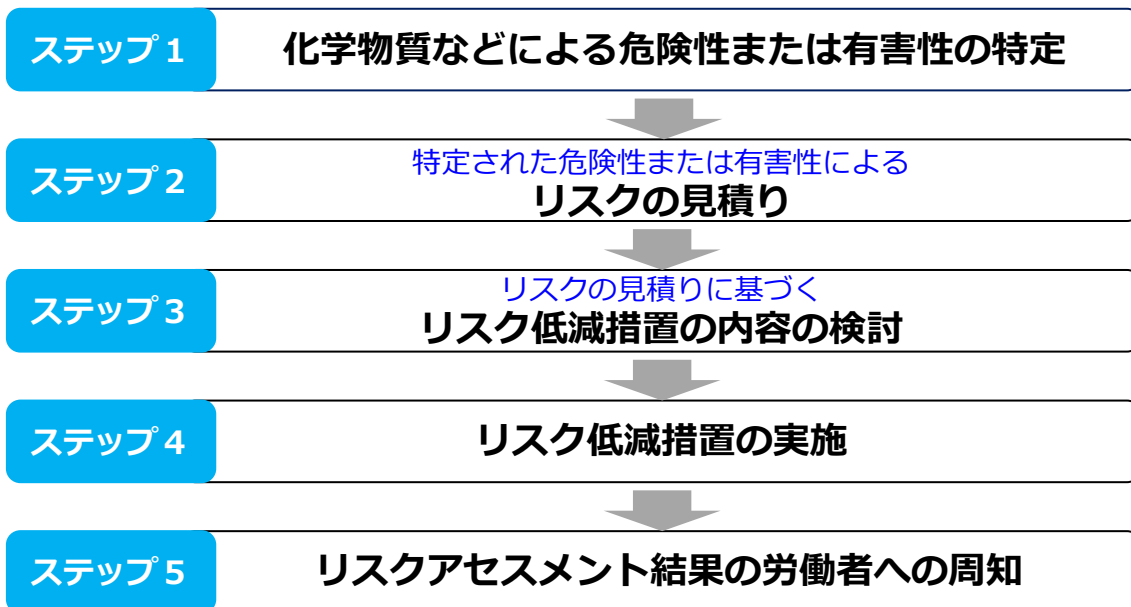 ステップ1
化学物質などによる危険性または有害性の特定
ステップ2
特定された危険性または有害性による
リスクの見積り
ステップ3
リスクの見積りに基づく
リスク低減措置の内容の検討
ステップ4
リスク低減措置の実施
ステップ5
リスクアセスメント結果の労働者への周知